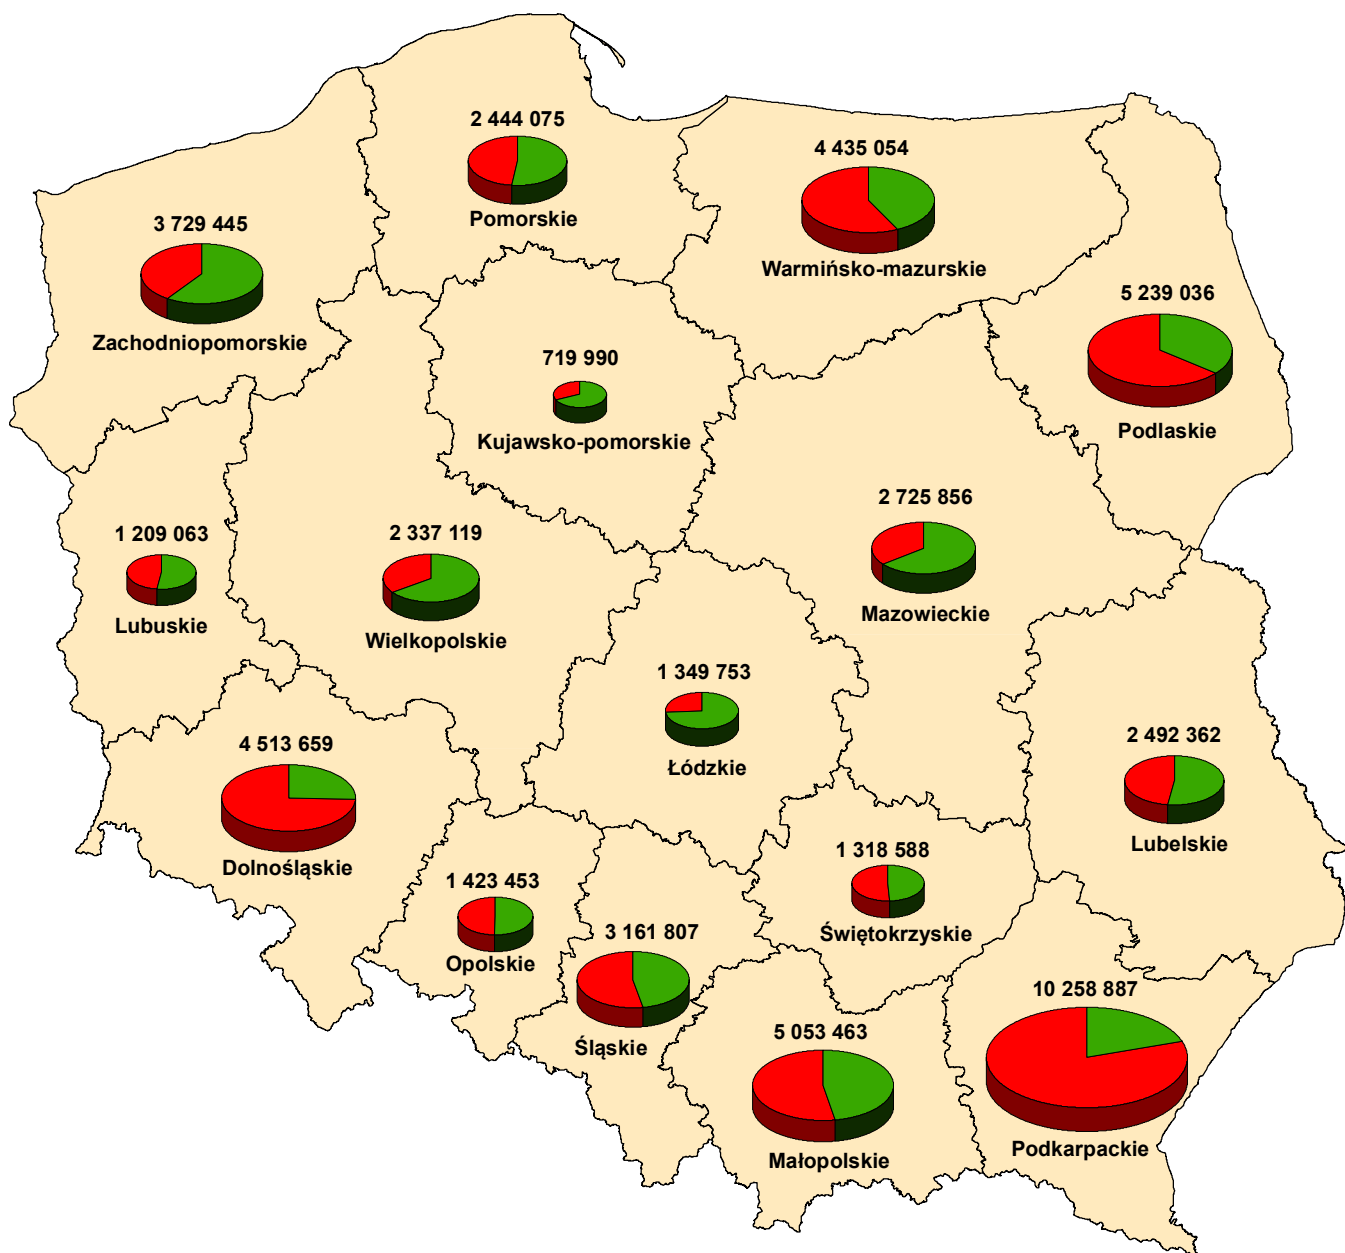 2 444 075
Pomorskie
4 435 054
Warmińsko-mazurskie
3 729 445
Zachodniopomorskie
5 239 036
Podlaskie
719 990
Kujawsko-pomorskie
2 725 856
Mazowieckie
1 209 063
Lubuskie
2 337 119
Wielkopolskie
1 349 753
Łódzkie
4 513 659
Dolnośląskie
2 492 362
Lubelskie
1 318 588
Świętokrzyskie
1 423 453
Opolskie
3 161 807
Śląskie
5 053 463
Małopolskie
10 258 887
Podkarpackie